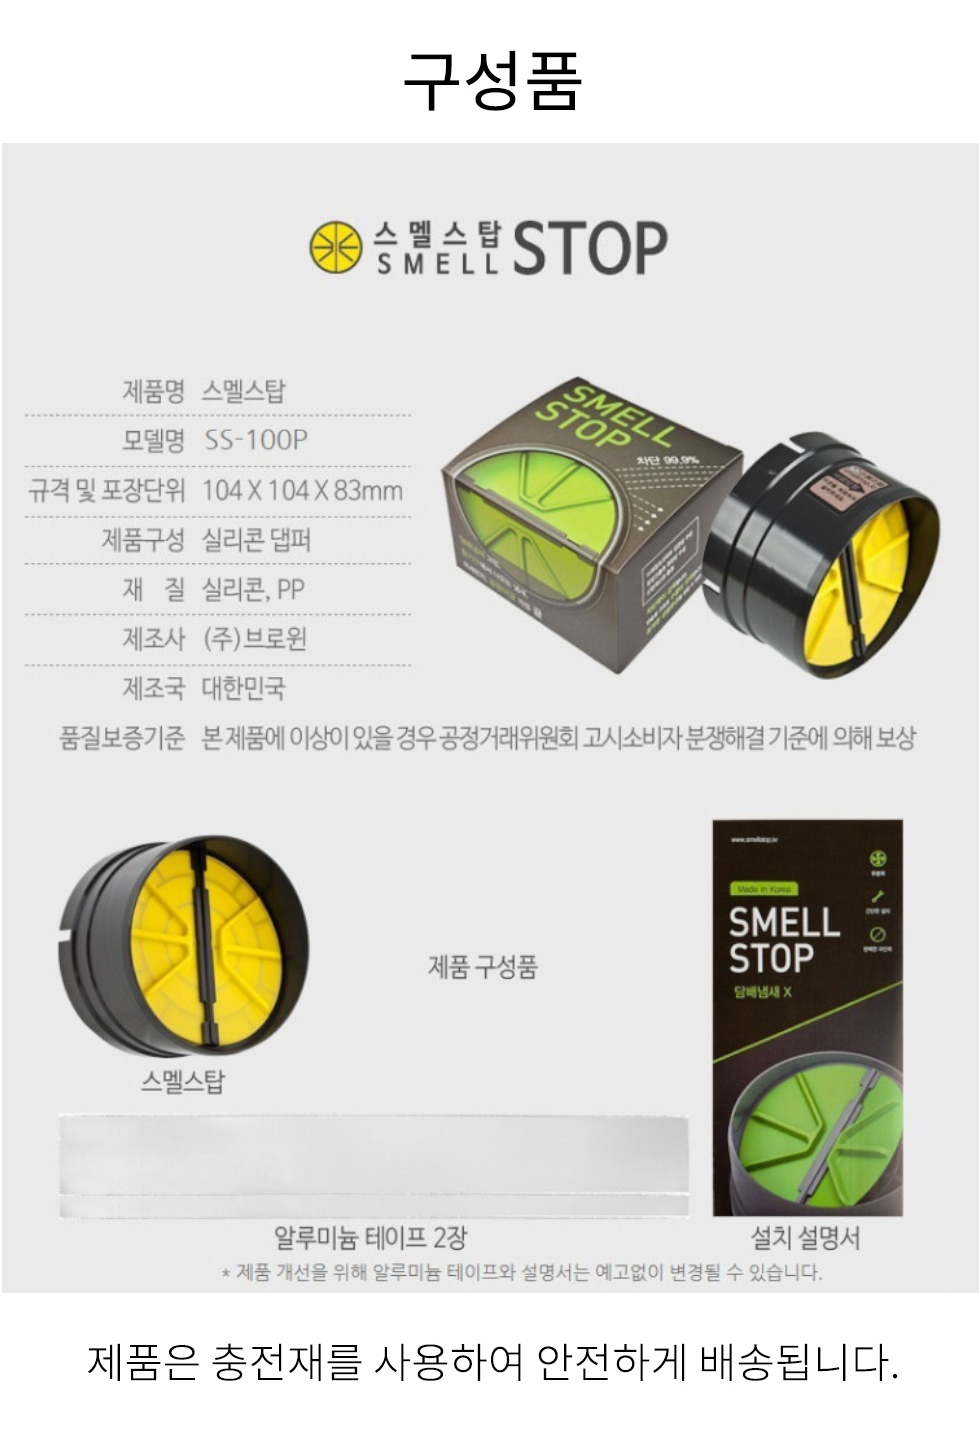 구성품
스멜스탑
SMELL STOP
제품명 스멜스탑
모델명 SS-100P
규격 및 포장단위 104 X 104 X 83mm
제품구성 실리콘 댐퍼
재 질 실리콘, PP
제조사 (주)브로윈
제조국 대한민국
품질보증기준 본 제품에 이상이 있을 경우 공정거래위원회 고시소비자 분쟁해결 기준에 의해 보상
SMELL
STOP
차단 99.9%
제품 구성품
스멜스탑
www.smellstop.kr
Made in Korea
SMELL
STOP
담배냄새 X
알루미늄 테이프 2장
설치 설명서
* 제품 개선을 위해 알루미늄 테이프와 설명서는 예고없이 변경될 수 있습니다.
제품은 충전재를 사용하여 안전하게 배송됩니다.